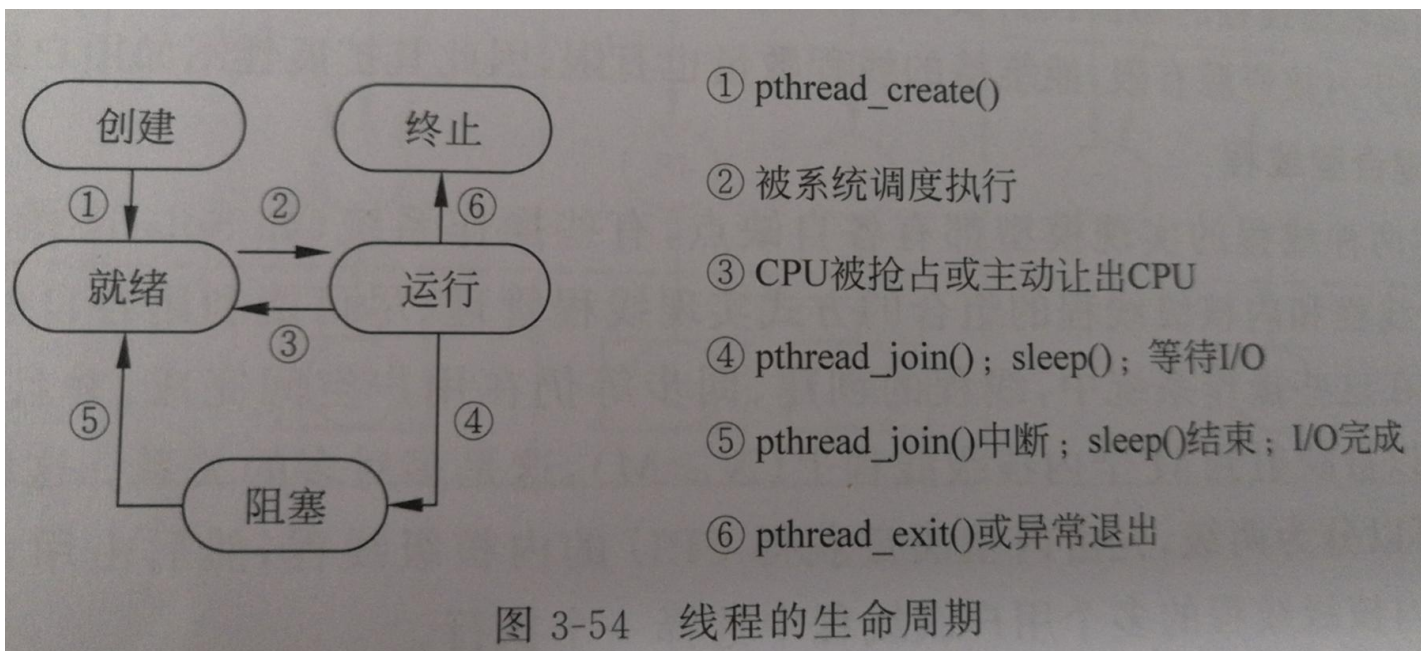 创建
终止
①
②
⑥
就绪
运行
③
⑤
④
阻塞
① pthread_create()
② 被系统调度执行
③ CPU被抢占或主动让出CPU
④ pthread_join()；sleep()；等待I/O
⑤ pthread_join()中断；sleep()结束；I/O完成
⑥ pthread_exit()或异常退出
图 3-54 线程的生命周期